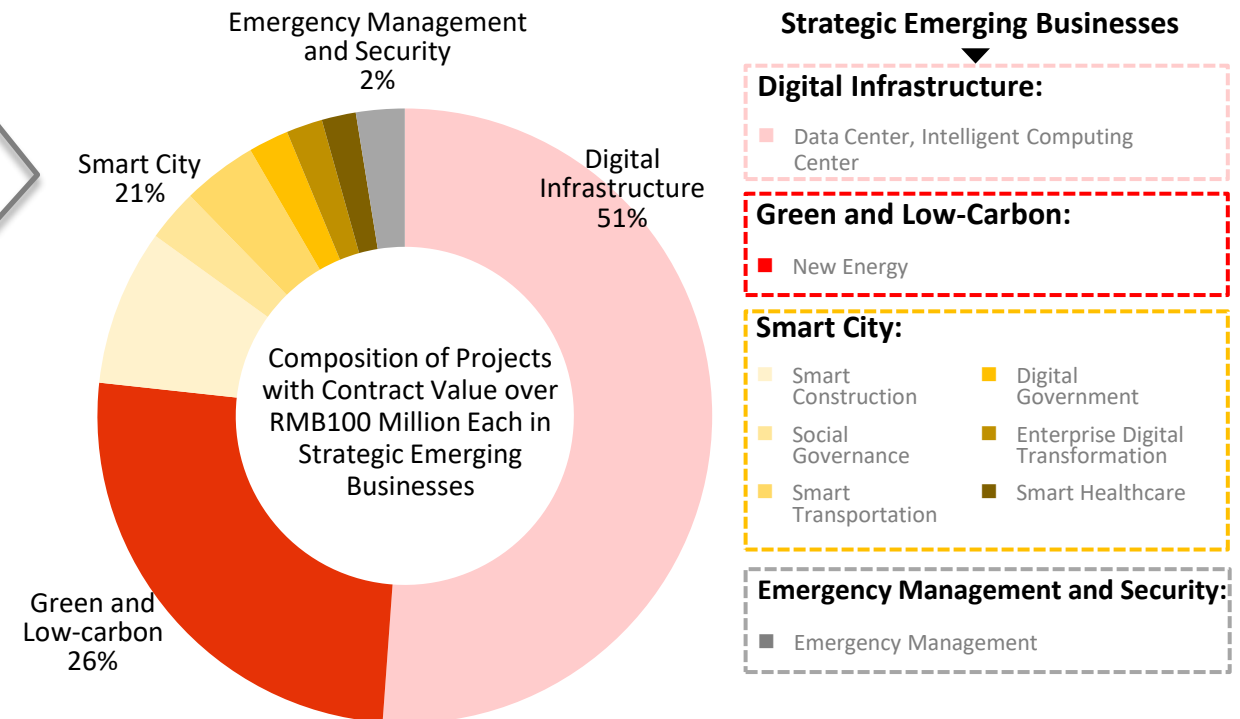 Emergency Management
and Security
2%
Smart City
21%
Digital
Infrastructure
51%
Composition of Projects
with Contract Value over
RMB100 Million Each in
Strategic Emerging
Businesses
Green and
Low-carbon
26%
Strategic Emerging Businesses
Digital Infrastructure:
Data Center, Intelligent Computing
Center
Green and Low-Carbon:
New Energy
Smart City:
Smart
Construction
Social
Governance
Smart
Transportation
Digital
Government
Enterprise Digital
Transformation
Smart Healthcare
Emergency Management and Security:
Emergency Management